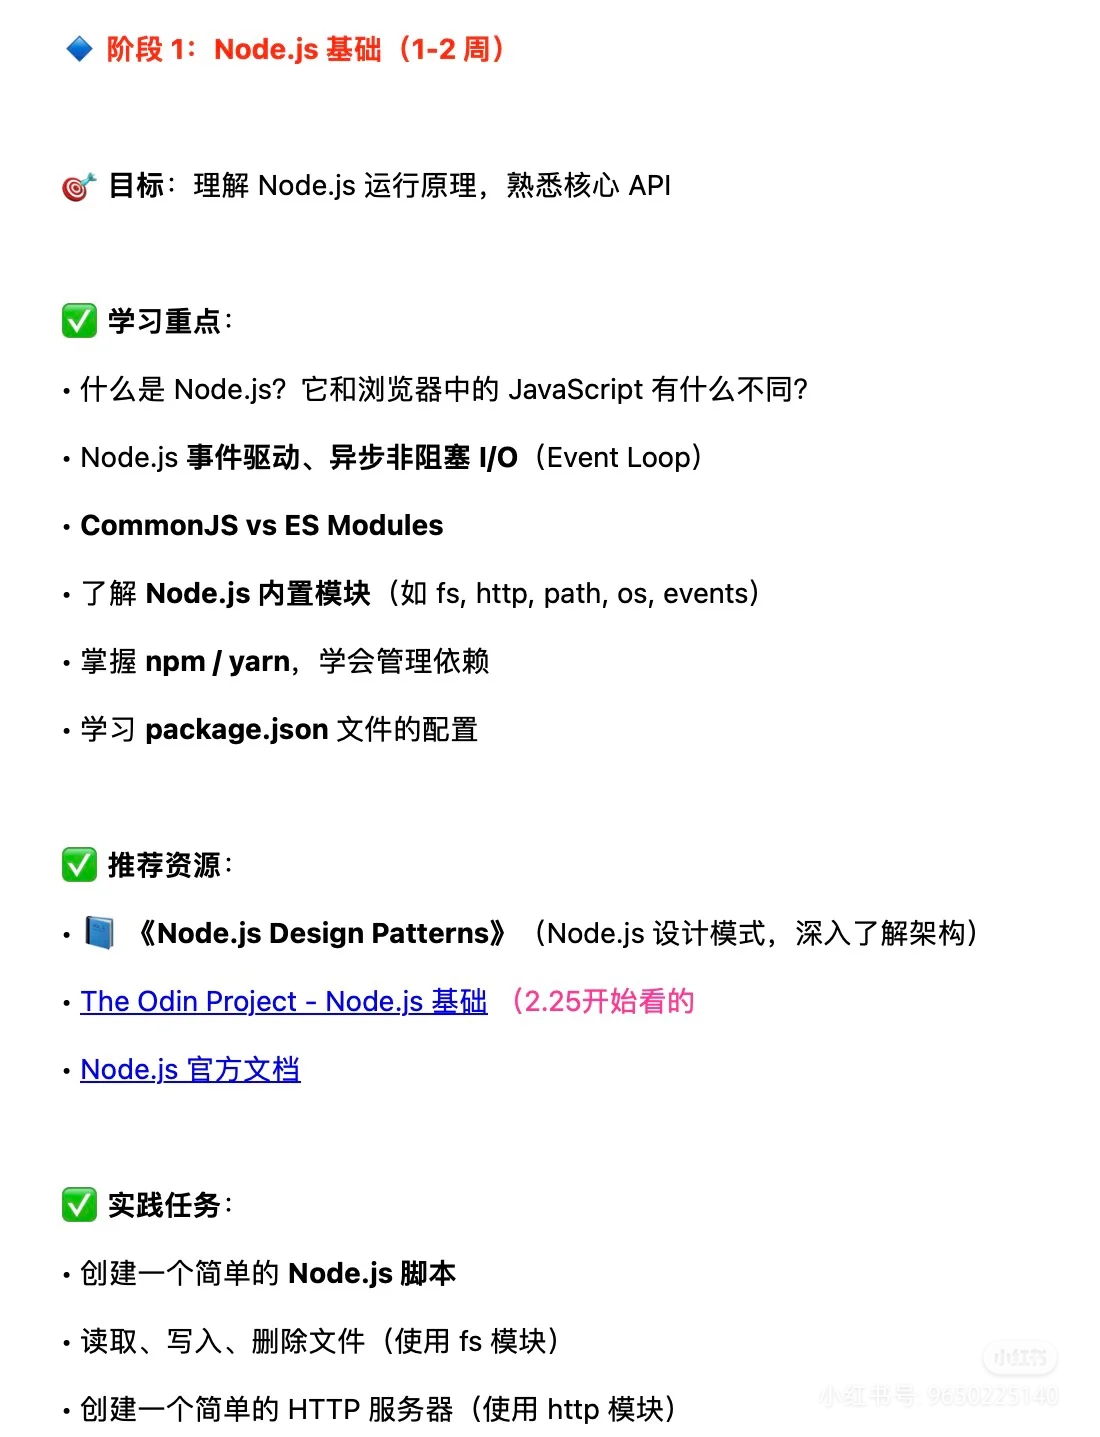 🔷 阶段 1：Node.js 基础（1-2 周）
🎯 目标：理解 Node.js 运行原理，熟悉核心 API
✅ 学习重点：
• 什么是 Node.js？它和浏览器中的 JavaScript 有什么不同？
• Node.js 事件驱动、异步非阻塞 I/O（Event Loop）
• CommonJS vs ES Modules
• 了解 Node.js 内置模块（如 fs, http, path, os, events）
• 掌握 npm / yarn，学会管理依赖
• 学习 package.json 文件的配置
✅ 推荐资源：
• 📘 《Node.js Design Patterns》（Node.js 设计模式，深入了解架构）
• The Odin Project - Node.js 基础 （2.25开始看的
• Node.js 官方文档
✅ 实践任务：
• 创建一个简单的 Node.js 脚本
• 读取、写入、删除文件（使用 fs 模块）
• 创建一个简单的 HTTP 服务器（使用 http 模块）
小红书
小红书号: 9650225140